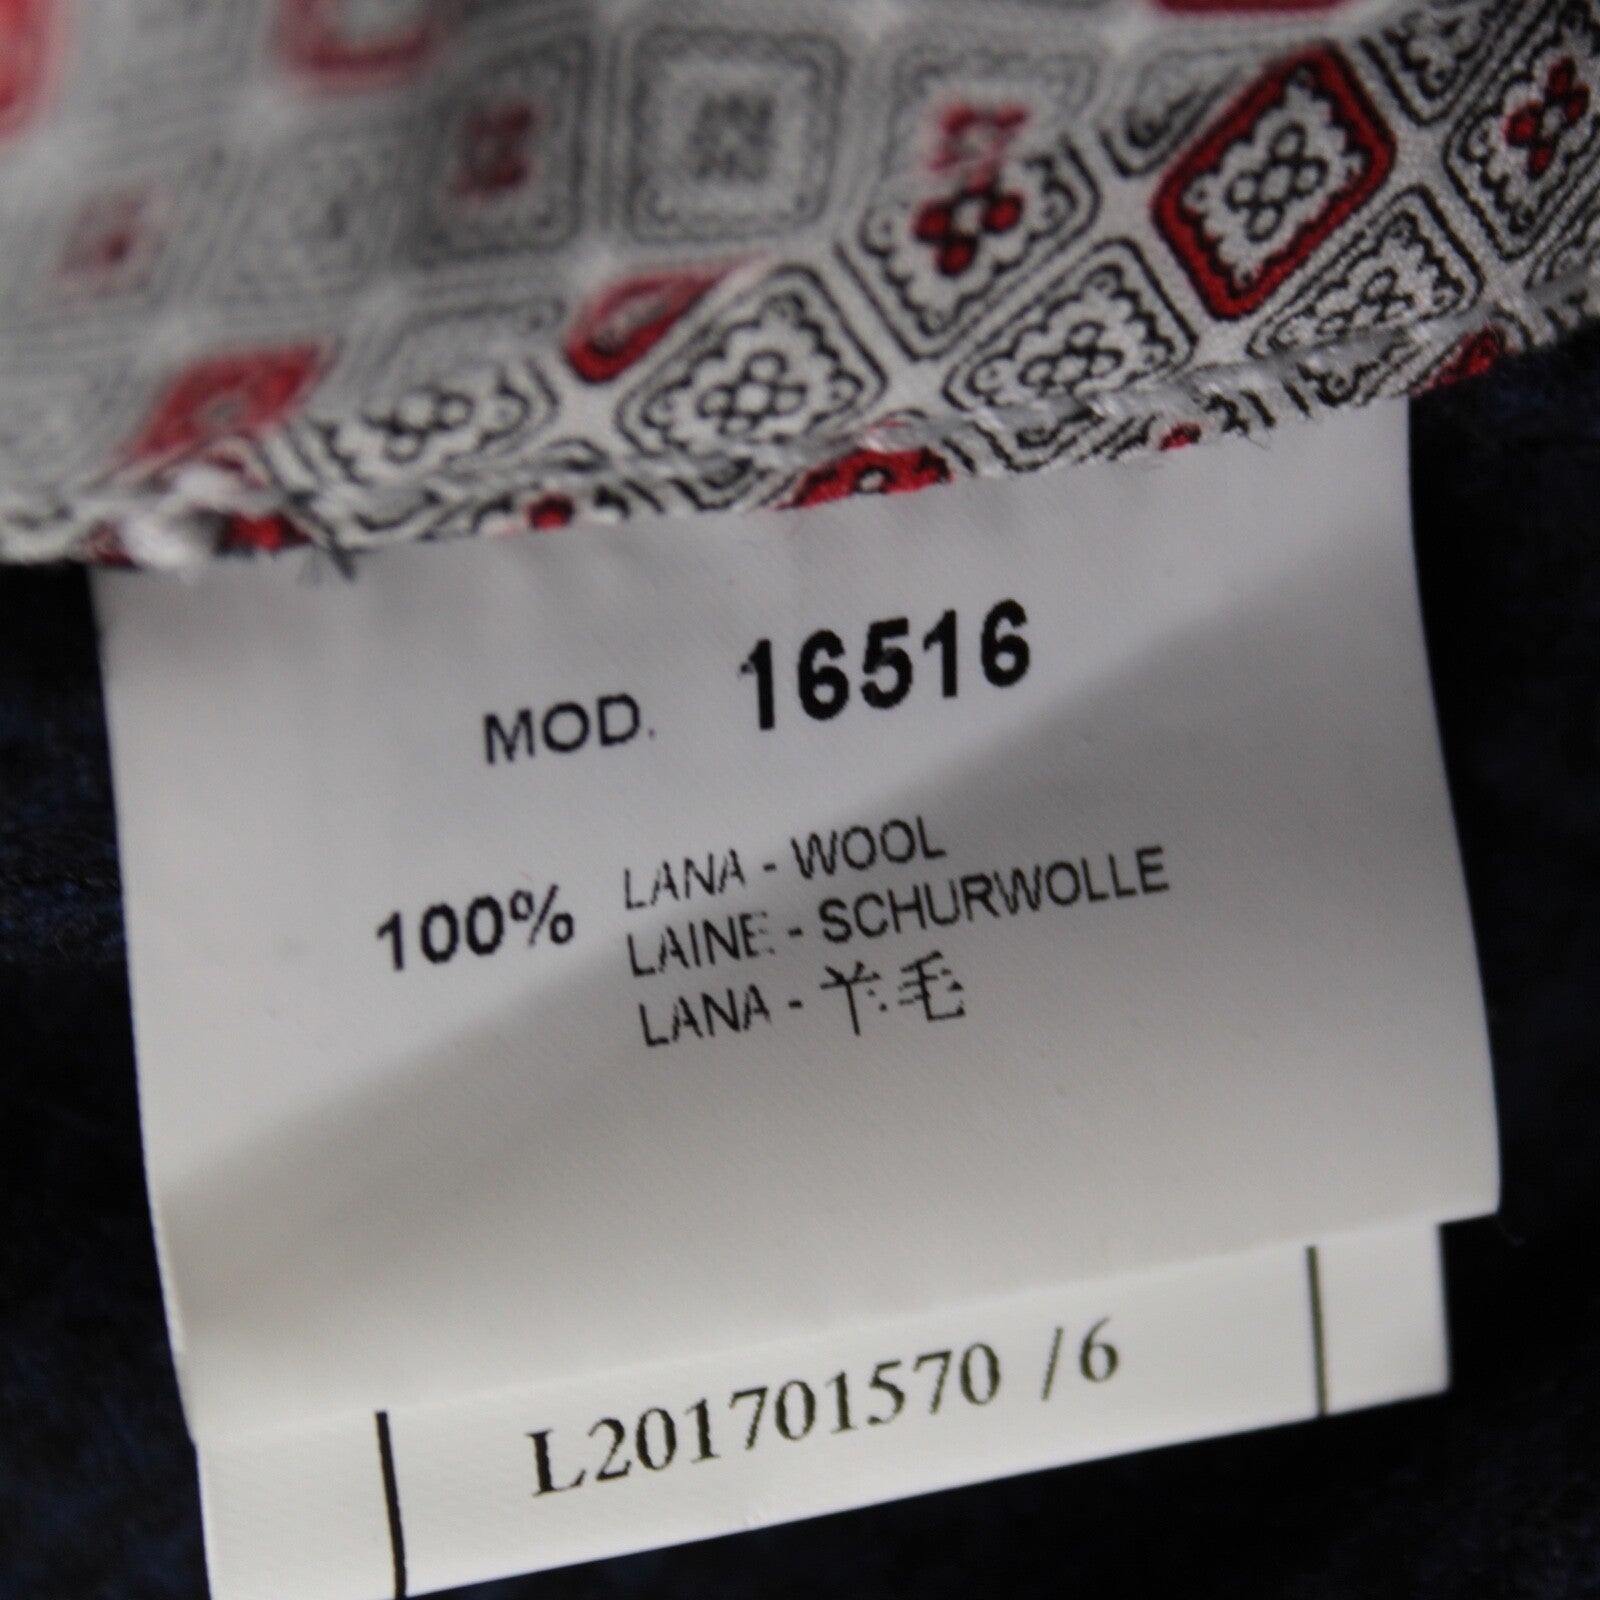 MOD. 16516
100% LANA - WOOL
LAINE - SCHURWOLLE
LANA - 羊毛
L201701570 /6